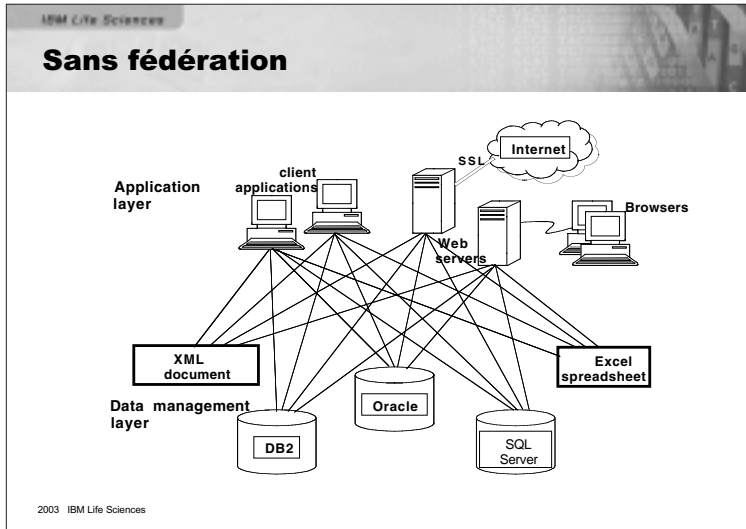 IBM Life Sciences
Sans fédération
Internet
SSL
client
applications
Application
layer
Browsers
Web
servers
XML
document
Excel
spreadsheet
Data management
layer
Oracle
DB2
SQL
Server
2003 IBM Life Sciences